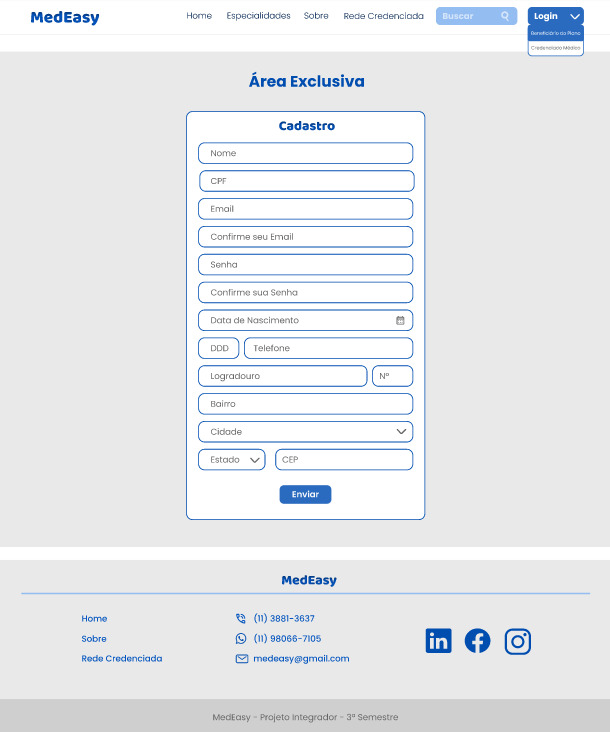 MedEasy
Home Especialidades Sobre Rede Credenciada Buscar Login
Beneficiário do Plano
Credenciado Médico
Área Exclusiva
Cadastro
Nome
CPF
Email
Confirme seu Email
Senha
Confirme sua Senha
Data de Nascimento
DDD Telefone
Logradouro Nº
Bairro
Cidade
Estado CEP
Enviar
MedEasy
Home (11) 3881-3637
Sobre (11) 98066-7105
Rede Credenciada medeasy@gmail.com
MedEasy - Projeto Integrador - 3º Semestre